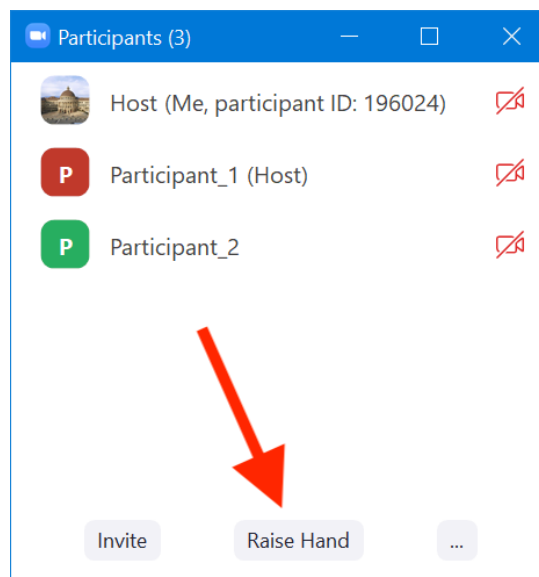 Participants (3)
Host (Me, participant ID: 196024)
P Participant_1 (Host)
P Participant_2
Invite Raise Hand ...